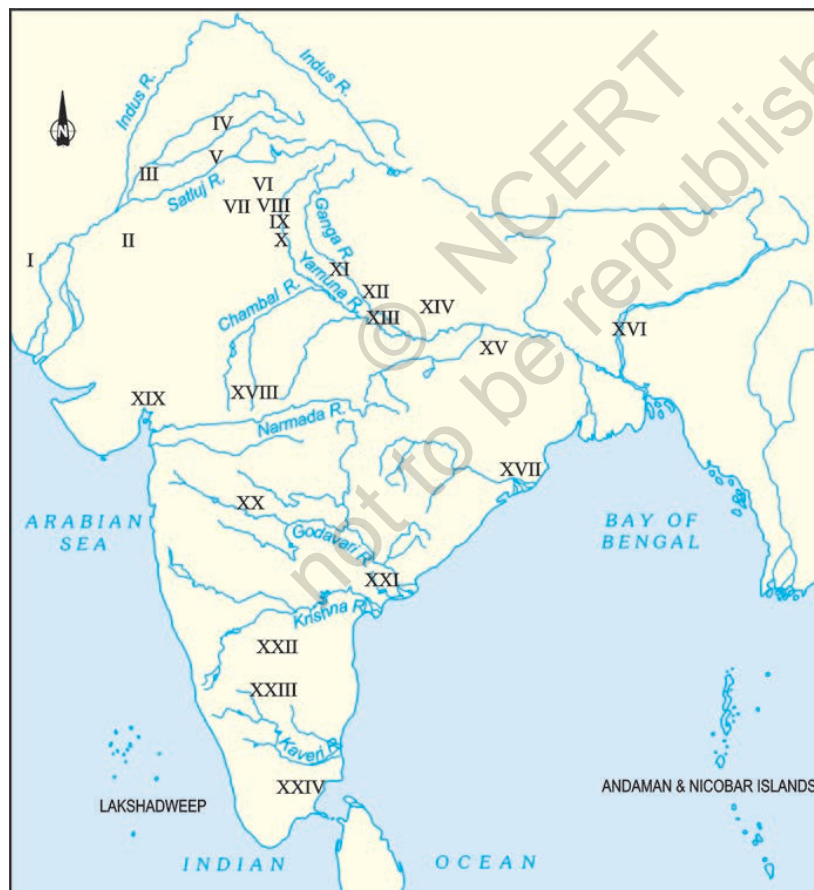 Indus R.
Indus R.
N
IV
V
III
Satluj R.
VI
VII
VIII
IX
X
II
I
Ganga R.
XI
Yamuna R.
XII
XIII
XIV
Chambal R.
XV
XVI
XVIII
XIX
Narmada R.
XVII
XX
ARABIAN
SEA
BAY OF
BENGAL
Godavari R.
XXI
Krishna R.
XXII
XXIII
Kaveri R.
XXIV
LAKSHADWEEP
ANDAMAN & NICOBAR ISLANDS
INDIAN OCEAN
© NCERT
not to be republish